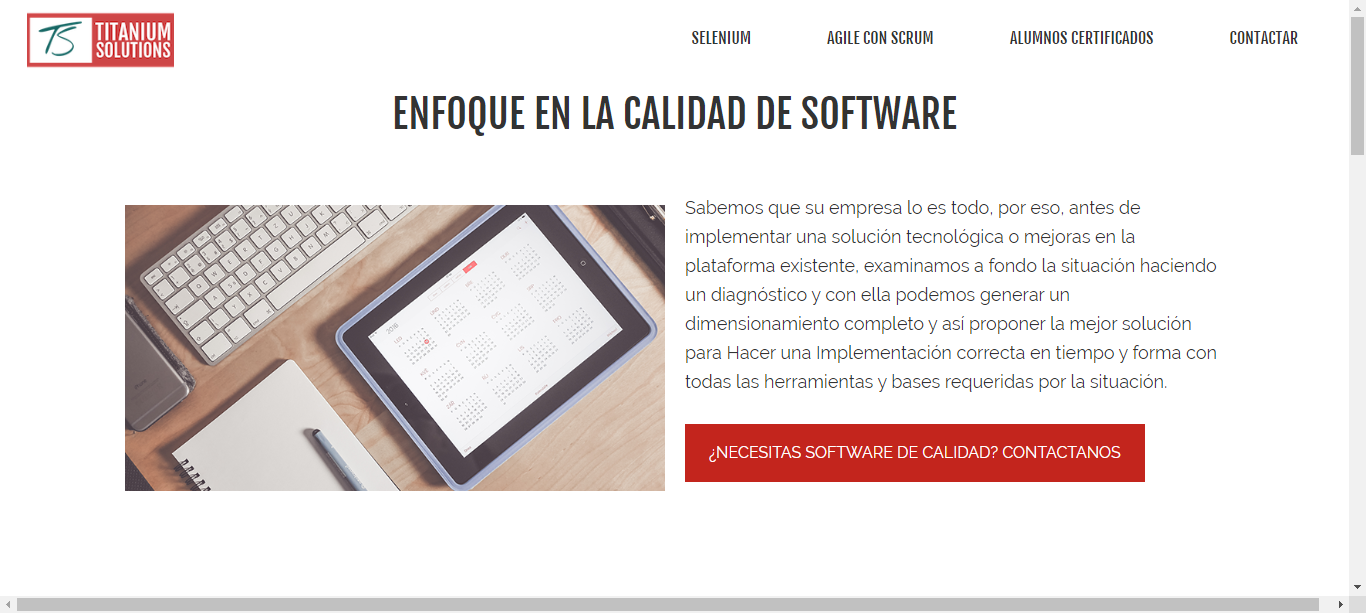 TITANIUM
SOLUTIONS
SELENIUM
AGILE CON SCRUM
ALUMNOS CERTIFICADOS
CONTACTAR
ENFOQUE EN LA CALIDAD DE SOFTWARE
Sabemos que su empresa lo es todo, por eso, antes de
implementar una solución tecnológica o mejoras en la
plataforma existente, examinamos a fondo la situación haciendo
un diagnóstico y con ella podemos generar un
dimensionamiento completo y así proponer la mejor solución
para Hacer una Implementación correcta en tiempo y forma con
todas las herramientas y bases requeridas por la situación.
¿NECESITAS SOFTWARE DE CALIDAD? CONTACTANOS